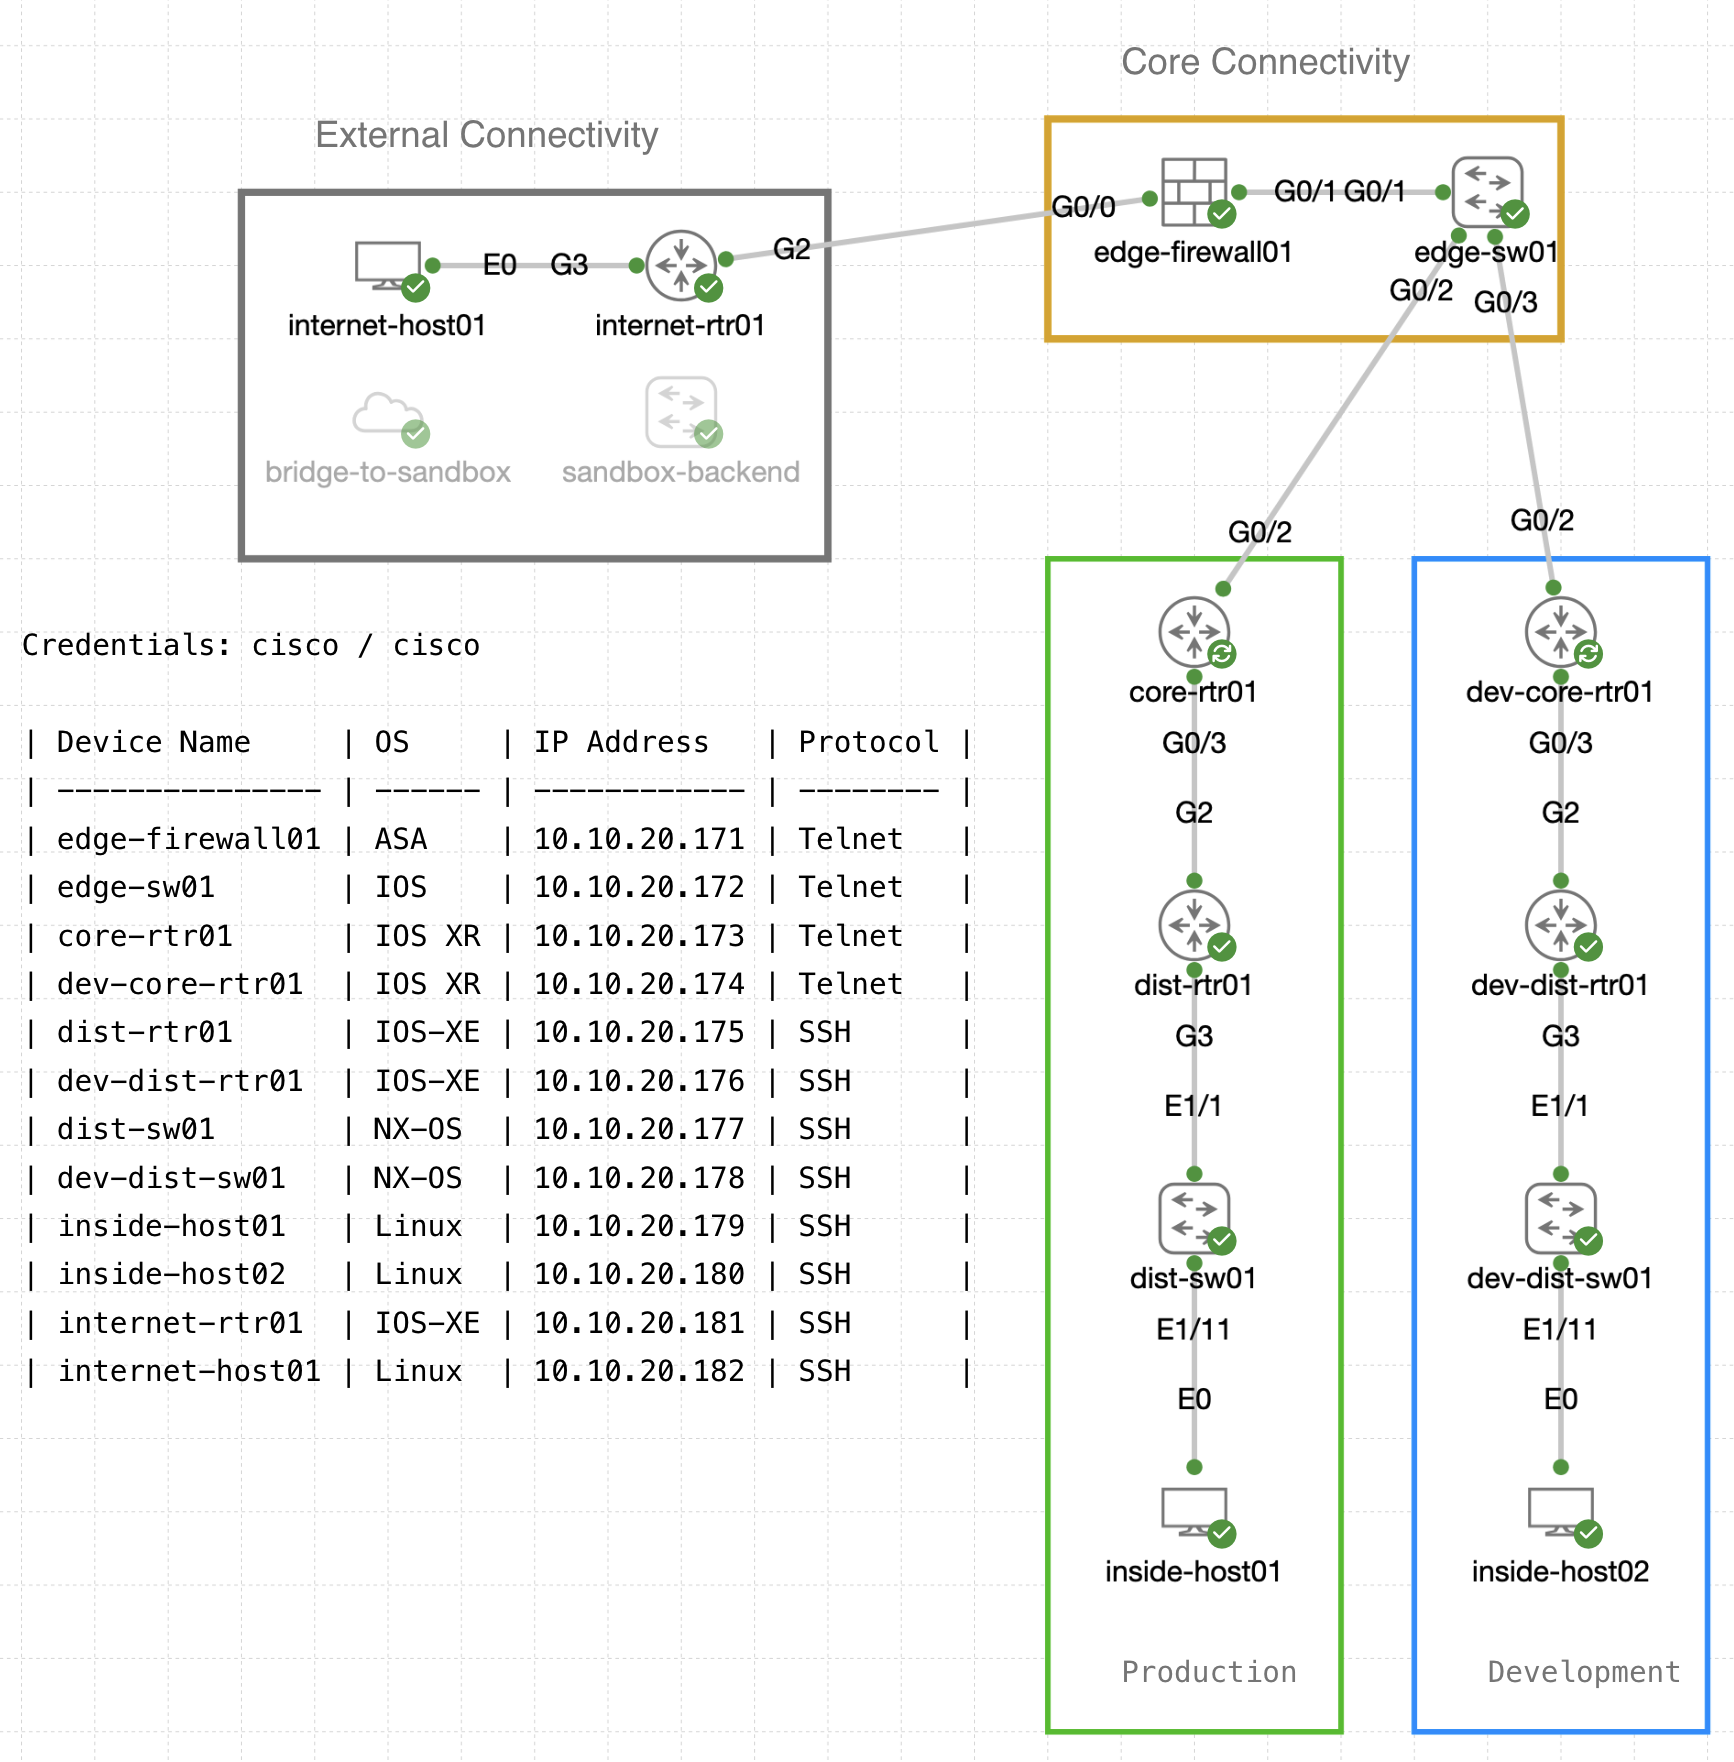 Core Connectivity
External Connectivity
G0/0
G0/1 G0/1
edge-firewall01
edge-sw01
G2
E0
G3
internet-host01
internet-rtr01
G0/2
G0/3
bridge-to-sandbox
sandbox-backend
G0/2
G0/2
Credentials: cisco / cisco
| Device Name     | OS     | IP Address   | Protocol |
| --------------- | ------ | ------------ | -------- |
| edge-firewall01 | ASA    | 10.10.20.171 | Telnet   |
| edge-sw01       | IOS    | 10.10.20.172 | Telnet   |
| core-rtr01      | IOS XR | 10.10.20.173 | Telnet   |
| dev-core-rtr01  | IOS XR | 10.10.20.174 | Telnet   |
| dist-rtr01      | IOS-XE | 10.10.20.175 | SSH      |
| dev-dist-rtr01  | IOS-XE | 10.10.20.176 | SSH      |
| dist-sw01       | NX-OS  | 10.10.20.177 | SSH      |
| dev-dist-sw01   | NX-OS  | 10.10.20.178 | SSH      |
| inside-host01   | Linux  | 10.10.20.179 | SSH      |
| inside-host02   | Linux  | 10.10.20.180 | SSH      |
| internet-rtr01  | IOS-XE | 10.10.20.181 | SSH      |
| internet-host01 | Linux  | 10.10.20.182 | SSH      |
core-rtr01
G0/3
G2
dist-rtr01
G3
E1/1
dist-sw01
E1/11
E0
inside-host01
Production
dev-core-rtr01
G0/3
G2
dev-dist-rtr01
G3
E1/1
dev-dist-sw01
E1/11
E0
inside-host02
Development